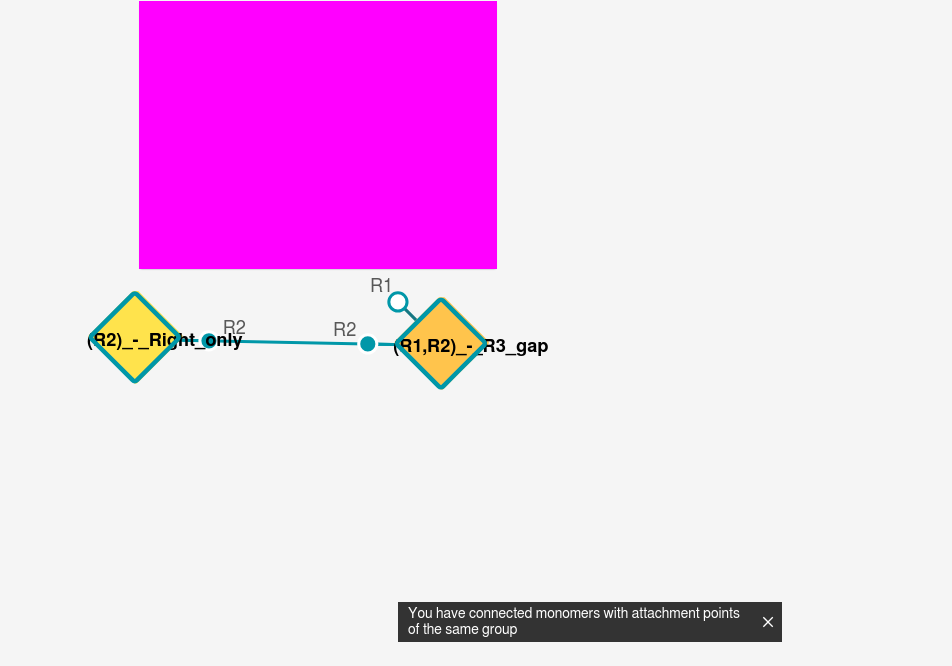 R1
R2
R2
(R2)_-_Right_only
(R1,R2)_-_R3_gap
You have connected monomers with attachment points
of the same group